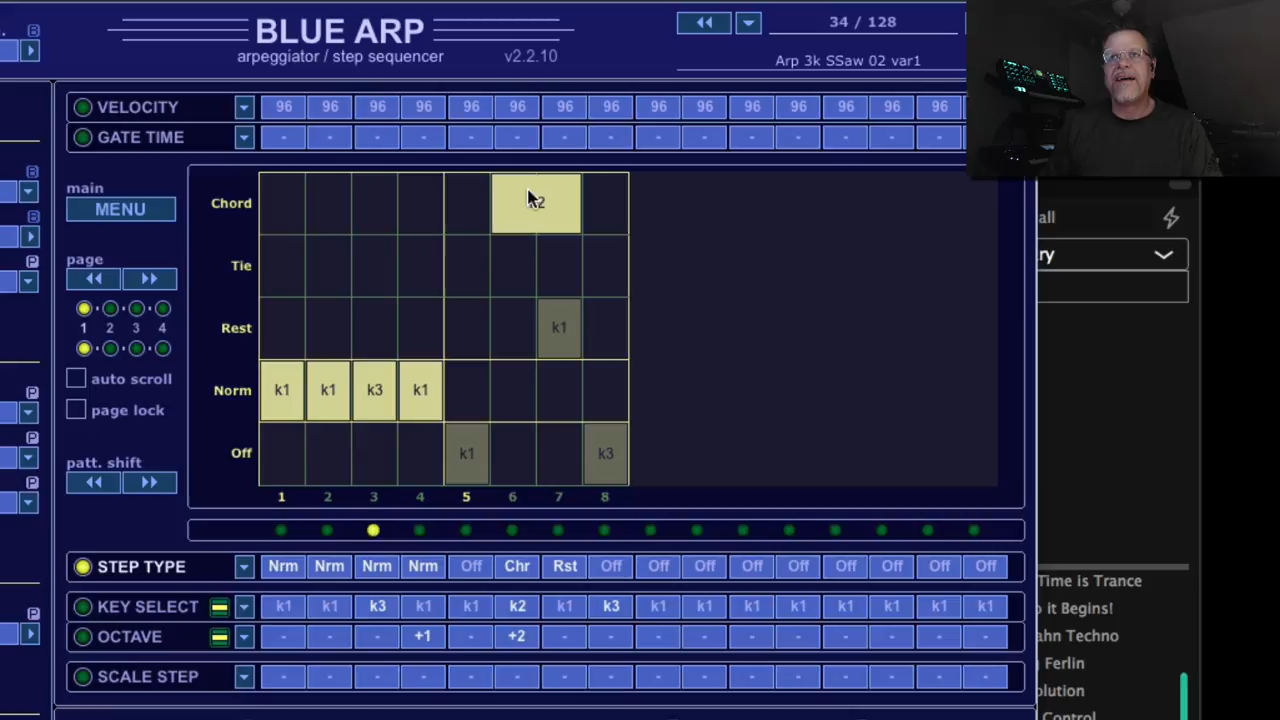 BLUE ARP
arpeggiator / step sequencer v2.2.10
34 / 128
Arp 3k SSaw 02 var1
B
VELOCITY 96 96 96 96 96 96 96 96 96 96 96 96 96 96 96
GATE TIME - - - - - - - - - - - - - - -
B
main
MENU
B
page
P
1 2 3 4
auto scroll
page lock
P
patt. shift
P
P
P
Chord
Tie
Rest k1
Norm k1 k1 k3 k1
Off k1 k3
1 2 3 4 5 6 7 8
STEP TYPE Nrm Nrm Nrm Nrm Off Chr Rst Off Off Off Off Off Off Off Off Off
KEY SELECT k1 k1 k3 k1 k1 k2 k1 k3 k1 k1 k1 k1 k1 k1 k1 k1
OCTAVE - - - +1 - +2 - - - - - - - - - -
SCALE STEP - - - - - - - - - - - - - - - -
all
ry
Time is Trance
o it Begins!
ahn Techno
Ferlin
olution
Control